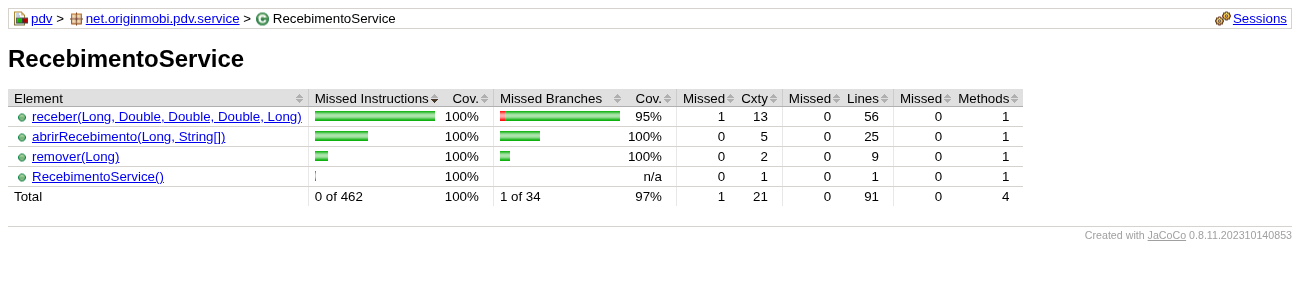 pdv > net.originmobi.pdv.service > RecebimentoService Sessions
RecebimentoService
Element Missed Instructions Cov. Missed Branches Cov. Missed Cxty Missed Lines Missed Methods
receber(Long, Double, Double, Double, Long) 100% 95% 1 13 0 56 0 1
abrirRecebimento(Long, String[]) 100% 100% 0 5 0 25 0 1
remover(Long) 100% 100% 0 2 0 9 0 1
RecebimentoService() 100% n/a 0 1 0 1 0 1
Total 0 of 462 100% 1 of 34 97% 1 21 0 91 0 4
Created with JaCoCo 0.8.11.202310140853